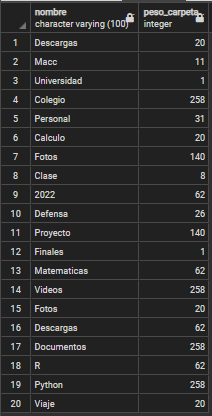 nombre peso_carpeta
character varying (100) integer
1 Descargas 20
2 Macc 11
3 Universidad 1
4 Colegio 258
5 Personal 31
6 Calculo 20
7 Fotos 140
8 Clase 8
9 2022 62
10 Defensa 26
11 Proyecto 140
12 Finales 1
13 Matematicas 62
14 Videos 258
15 Fotos 20
16 Descargas 62
17 Documentos 258
18 R 62
19 Python 258
20 Viaje 20